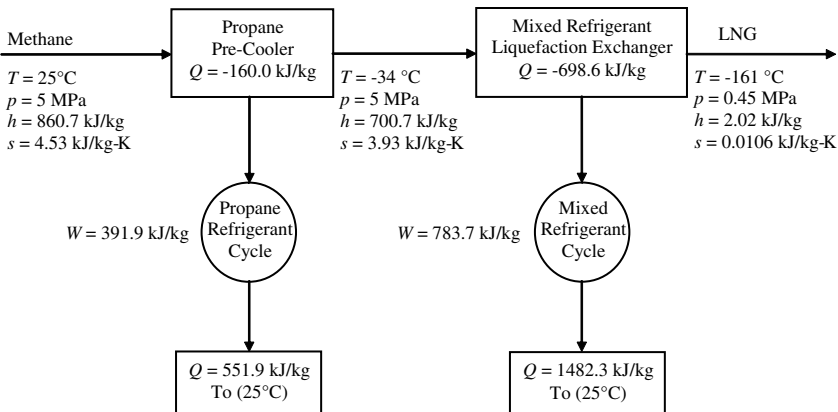 Methane
T = 25°C
p = 5 MPa
h = 860.7 kJ/kg
s = 4.53 kJ/kg-K
Propane
Pre-Cooler
Q = -160.0 kJ/kg
T = -34 °C
p = 5 MPa
h = 700.7 kJ/kg
s = 3.93 kJ/kg-K
Mixed Refrigerant
Liquefaction Exchanger
Q = -698.6 kJ/kg
LNG
T = -161 °C
p = 0.45 MPa
h = 2.02 kJ/kg
s = 0.0106 kJ/kg-K
W = 391.9 kJ/kg
Propane
Refrigerant
Cycle
W = 783.7 kJ/kg
Mixed
Refrigerant
Cycle
Q = 551.9 kJ/kg
To (25°C)
Q = 1482.3 kJ/kg
To (25°C)